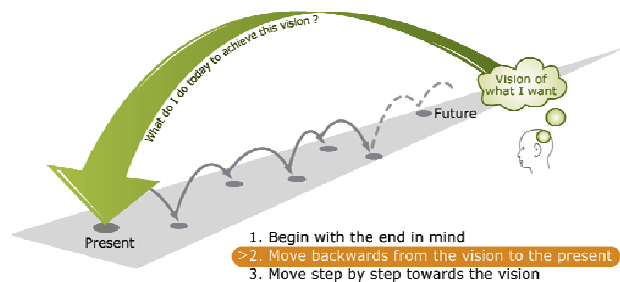 What do I do today to achieve this vision ?
Vision of
what I want
Future
Present
1. Begin with the end in mind
>2. Move backwards from the vision to the present
3. Move step by step towards the vision